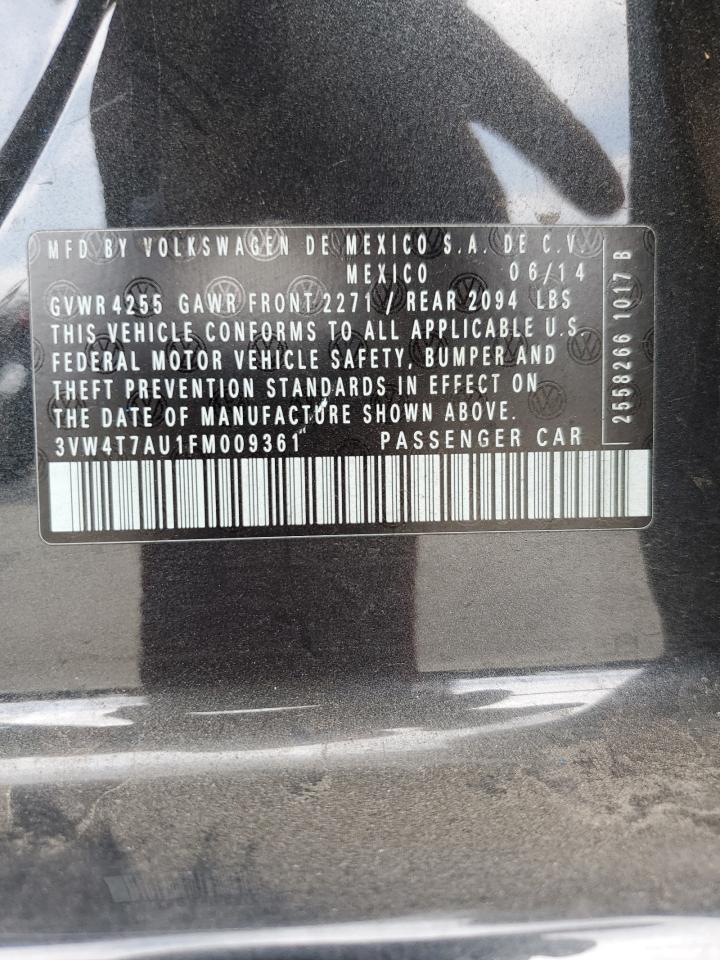 MFD BY VOLKSWAGEN DE MEXICO S.A. DE C.V
MEXICO 06/14
GVWR 4255 GAWR FRONT 2271 / REAR 2094 LBS
THIS VEHICLE CONFORMS TO ALL APPLICABLE U.S.
FEDERAL MOTOR VEHICLE SAFETY, BUMPER AND
THEFT PREVENTION STANDARDS IN EFFECT ON
THE DATE OF MANUFACTURE SHOWN ABOVE.
3VW4T7AU1FM009361 PASSENGER CAR
2558266 1017 B